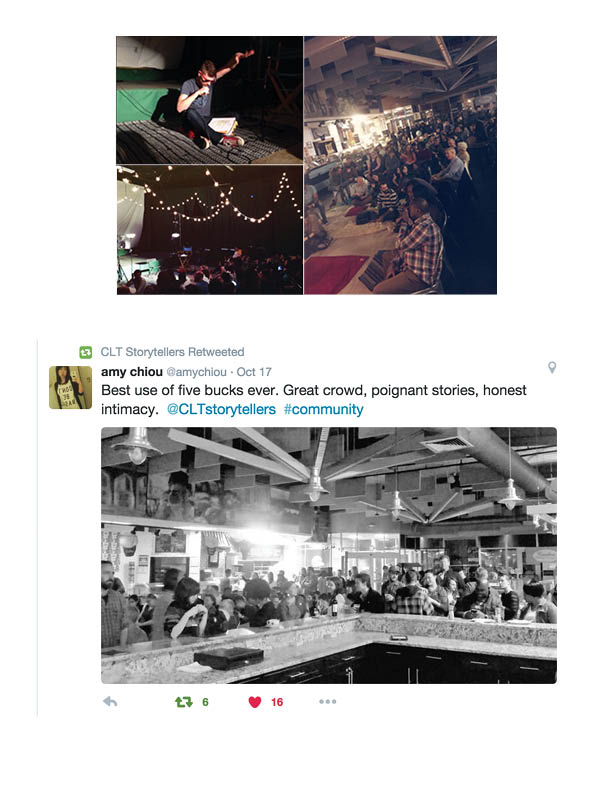 CLT Storytellers Retweeted
amy chiou @amychiou · Oct 17
Best use of five bucks ever. Great crowd, poignant stories, honest
intimacy. @CLTstorytellers #community
6 16